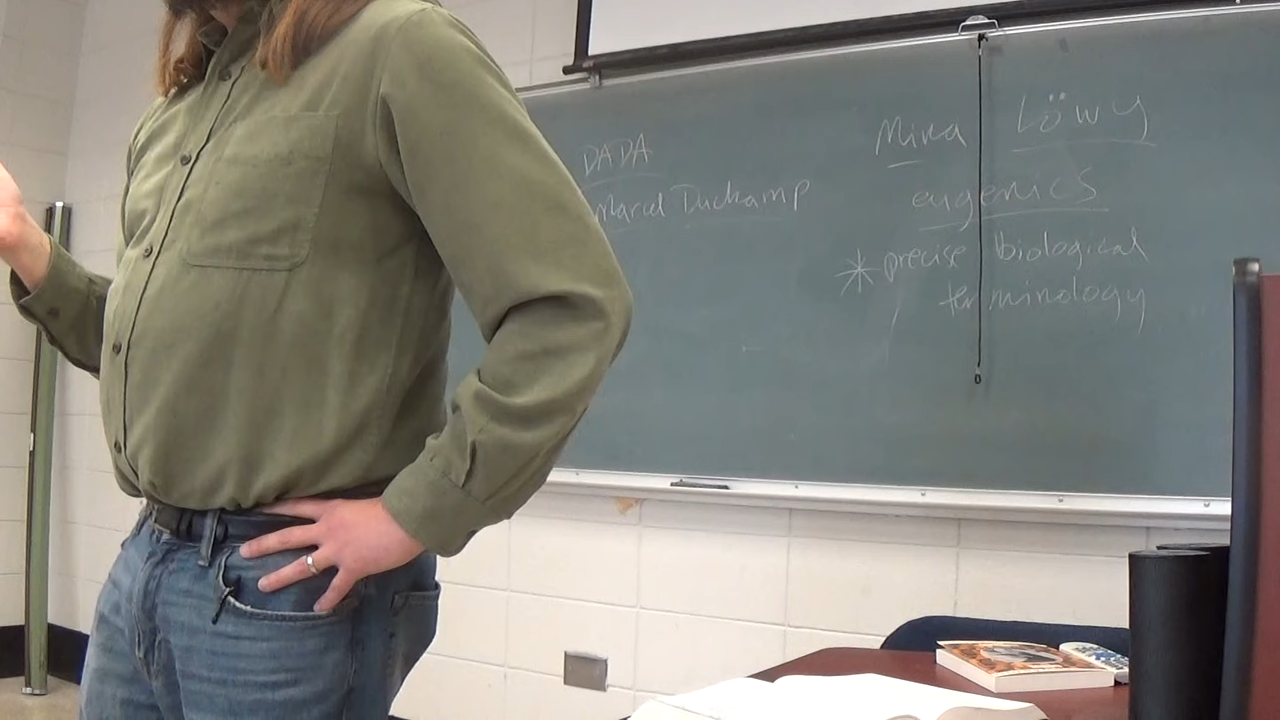 DADA
Marcel Duchamp
Mina Löwy
eugenics
* precise biological
terminology